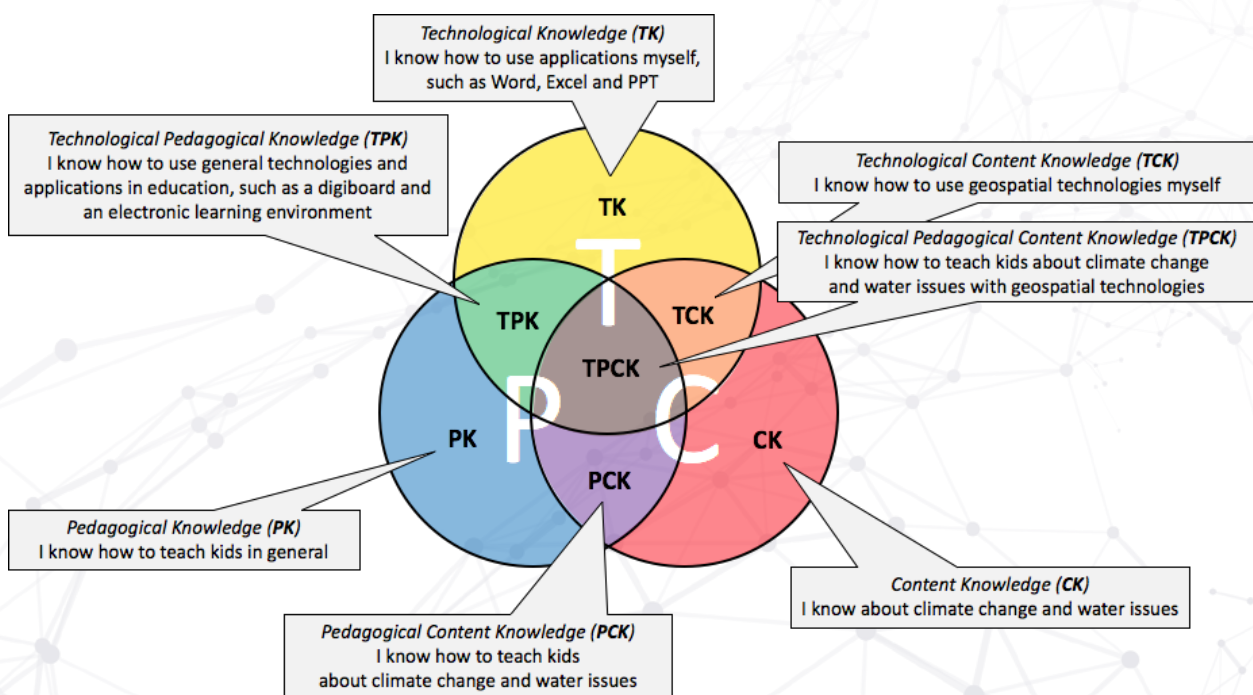 Technological Knowledge (TK)
I know how to use applications myself,
such as Word, Excel and PPT
Technological Pedagogical Knowledge (TPK)
I know how to use general technologies and
applications in education, such as a digiboard and
an electronic learning environment
Technological Content Knowledge (TCK)
I know how to use geospatial technologies myself
Technological Pedagogical Content Knowledge (TPCK)
I know how to teach kids about climate change
and water issues with geospatial technologies
TK
T
TPK
TCK
TPCK
P
C
PK
CK
PCK
Pedagogical Knowledge (PK)
I know how to teach kids in general
Content Knowledge (CK)
I know about climate change and water issues
Pedagogical Content Knowledge (PCK)
I know how to teach kids
about climate change and water issues